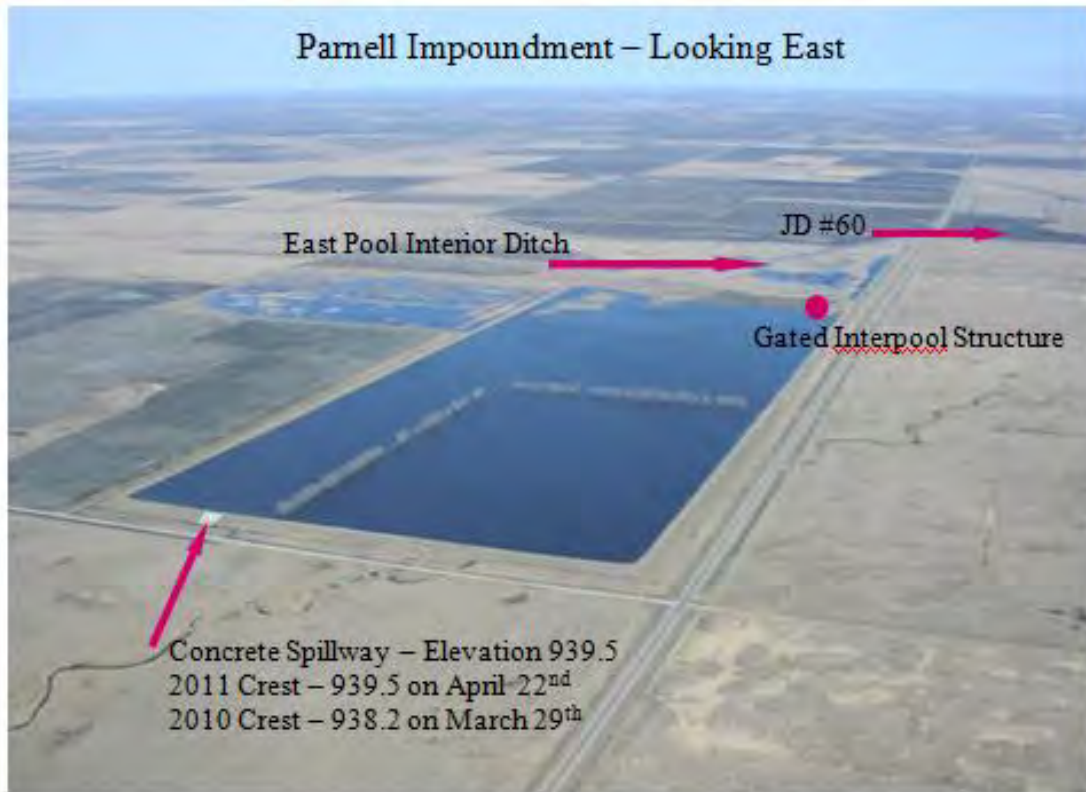 Parnell Impoundment – Looking East
JD #60
East Pool Interior Ditch
Gated Interpool Structure
Concrete Spillway – Elevation 939.5
2011 Crest – 939.5 on April 22nd
2010 Crest – 938.2 on March 29th